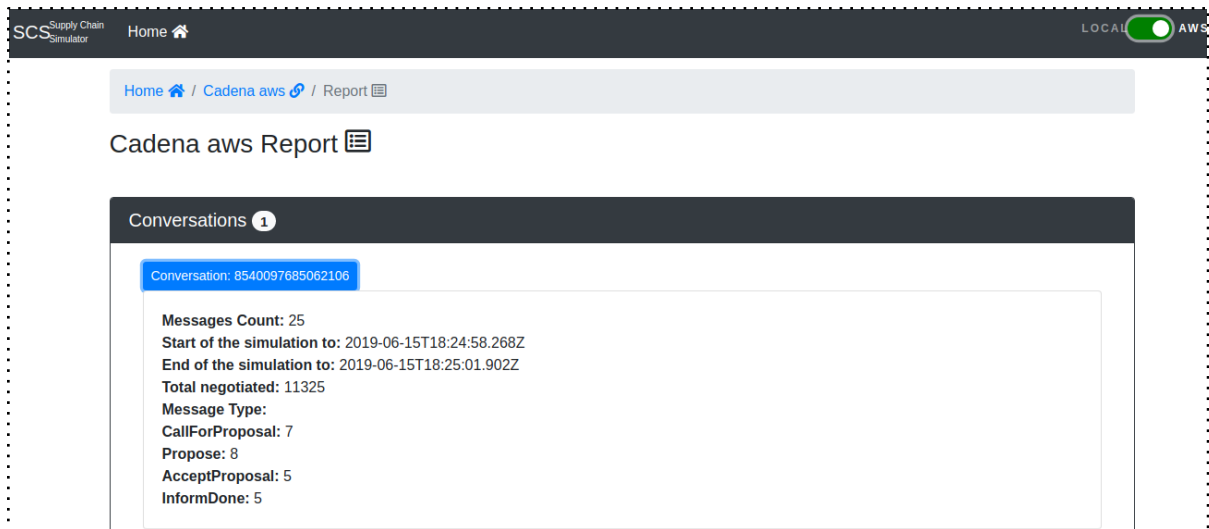 SCS Supply Chain Simulator Home LOCAL AWS
Home / Cadena aws / Report
Cadena aws Report
Conversations 1
Conversation: 8540097685062106
Messages Count: 25
Start of the simulation to: 2019-06-15T18:24:58.268Z
End of the simulation to: 2019-06-15T18:25:01.902Z
Total negotiated: 11325
Message Type:
CallForProposal: 7
Propose: 8
AcceptProposal: 5
InformDone: 5